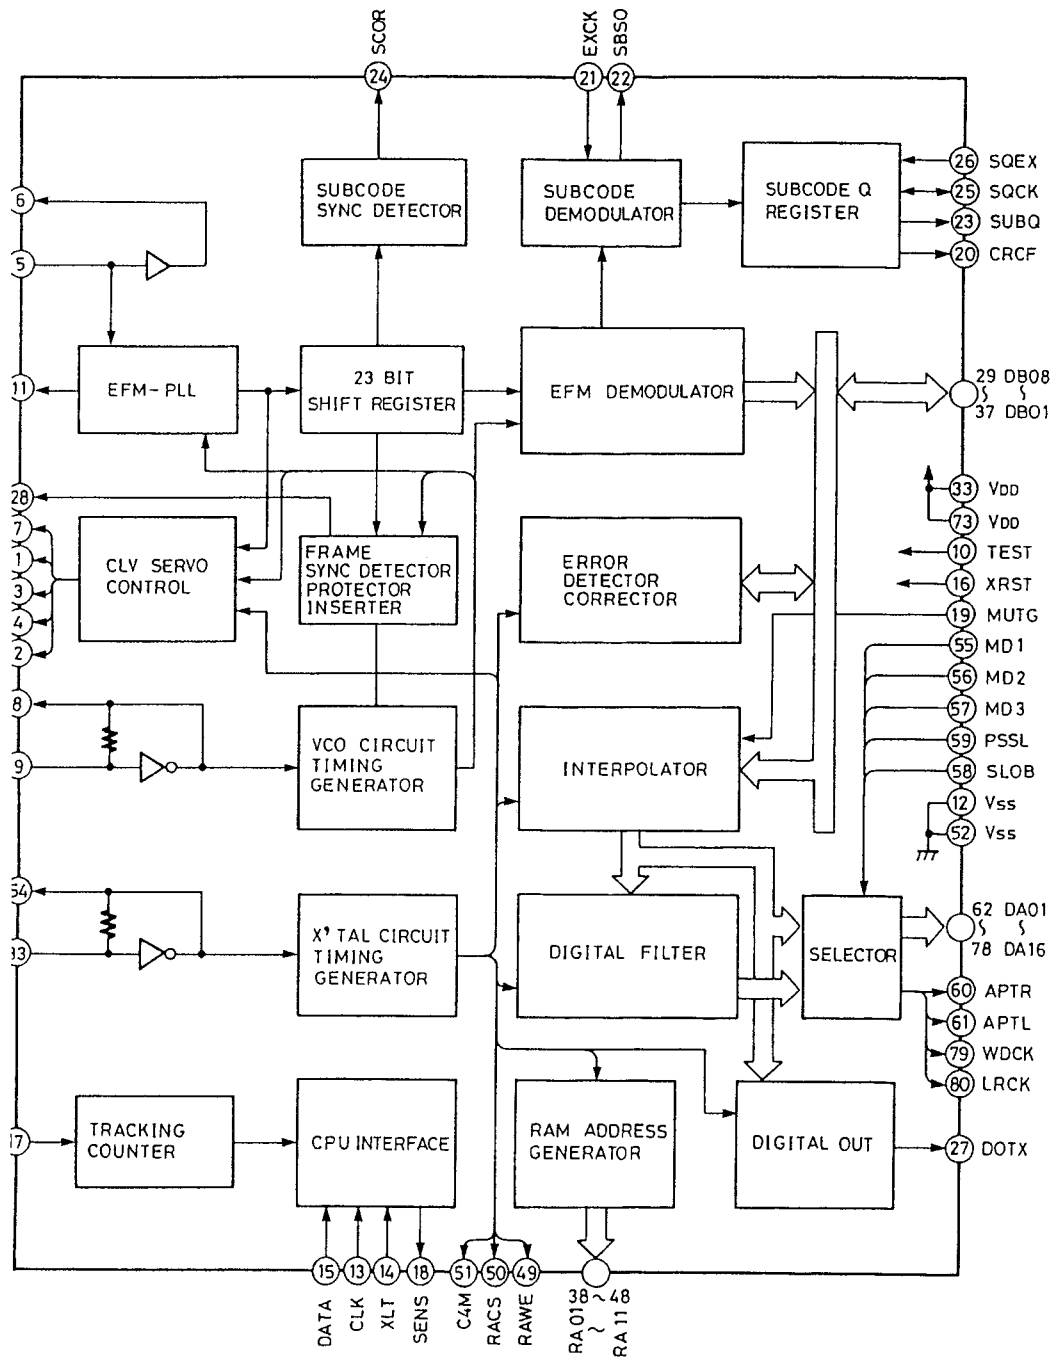 SCOR
EXCK
SBSO
24
21
22
SUBCODE
SYNC DETECTOR
SUBCODE
DEMODULATOR
SUBCODE Q
REGISTER
26 SQEX
25 SQCK
23 SUBQ
20 CRCF
6
5
11
EFM-PLL
23 BIT
SHIFT REGISTER
EFM DEMODULATOR
29 DB08
~ ~
37 DB01
28
7
1
3
4
2
CLV SERVO
CONTROL
FRAME
SYNC DETECTOR
PROTECTOR
INSERTER
ERROR
DETECTOR
CORRECTOR
33 VDD
73 VDD
10 TEST
16 XRST
19 MUTG
55 MD1
56 MD2
57 MD3
59 PSSL
58 SLOB
12 Vss
52 Vss
8
9
VCO CIRCUIT
TIMING
GENERATOR
INTERPOLATOR
X'TAL CIRCUIT
TIMING
GENERATOR
DIGITAL FILTER
SELECTOR
62 DA01
~ ~
78 DA16
60 APTR
61 APTL
79 WDCK
80 LRCK
TRACKING
COUNTER
CPU INTERFACE
RAM ADDRESS
GENERATOR
DIGITAL OUT
27 DOTX
15
13
14
18
51
50
49
DATA
CLK
XLT
SENS
C4M
RACS
RAWE
38 ~ 48
RA01 ~ RA11